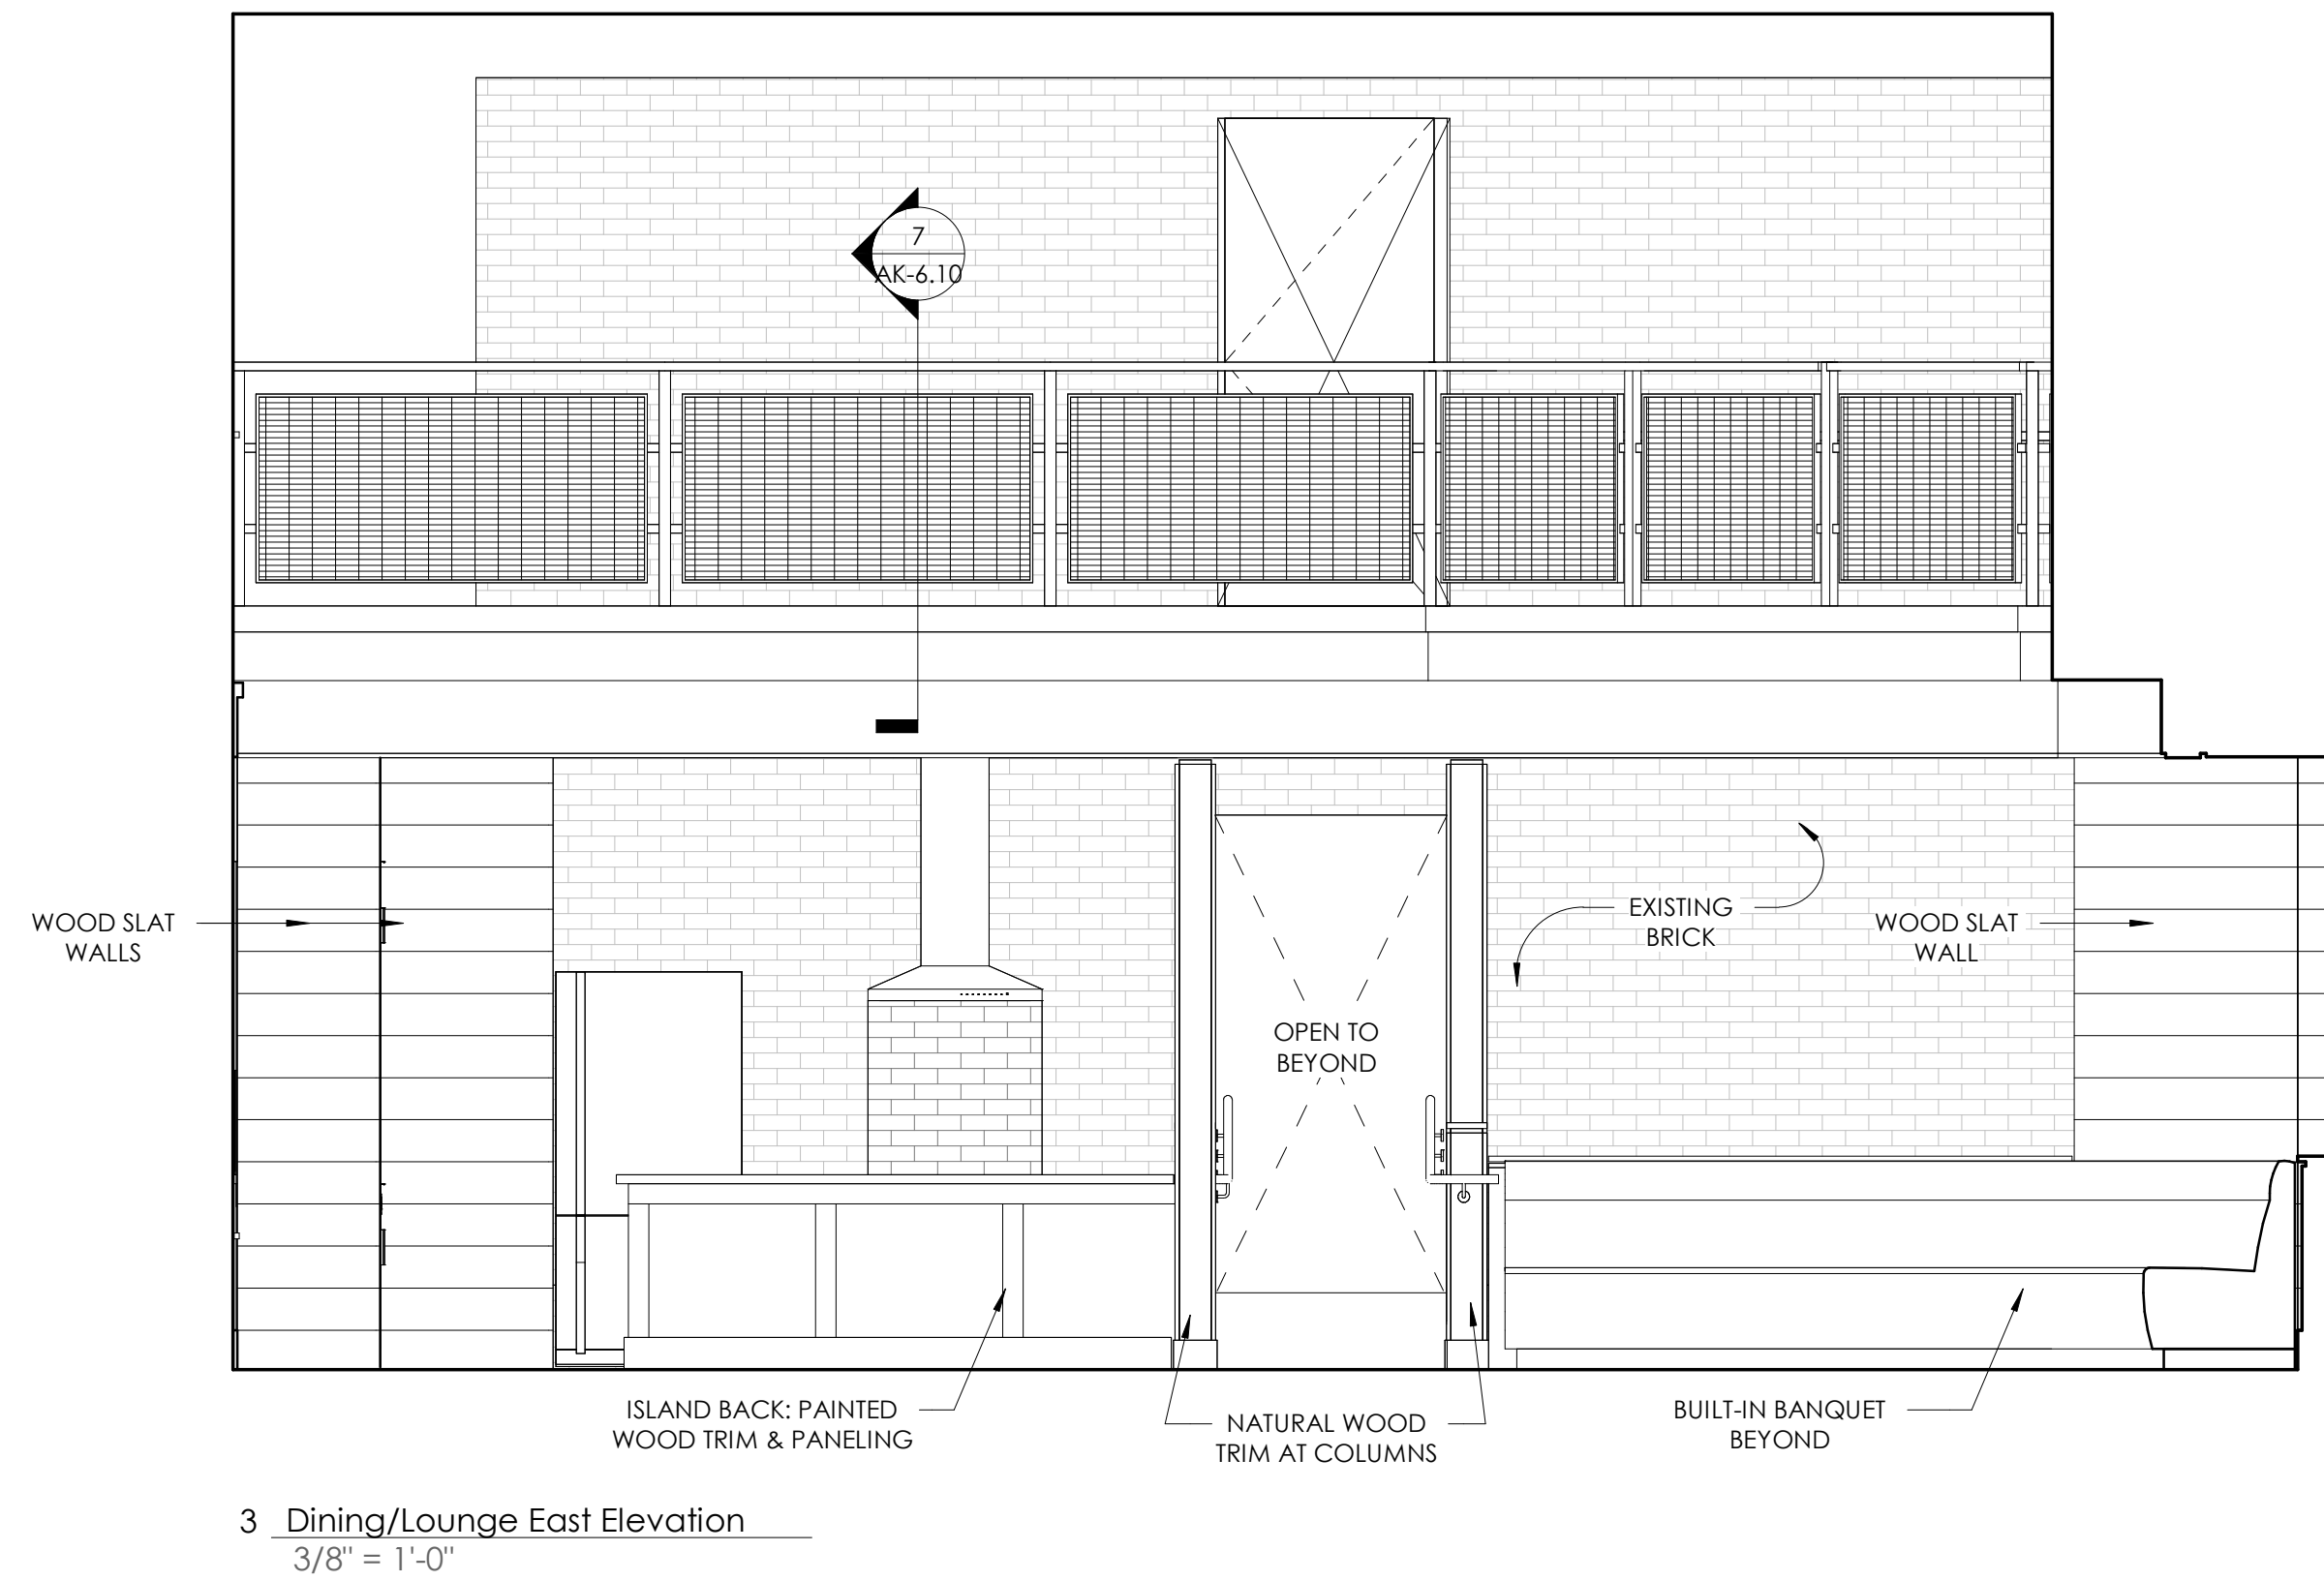 7
AK-6.10
WOOD SLAT
WALLS
EXISTING
BRICK
WOOD SLAT
WALL
OPEN TO
BEYOND
ISLAND BACK: PAINTED
WOOD TRIM & PANELING
NATURAL WOOD
TRIM AT COLUMNS
BUILT-IN BANQUET
BEYOND
3 Dining/Lounge East Elevation
3/8" = 1'-0"